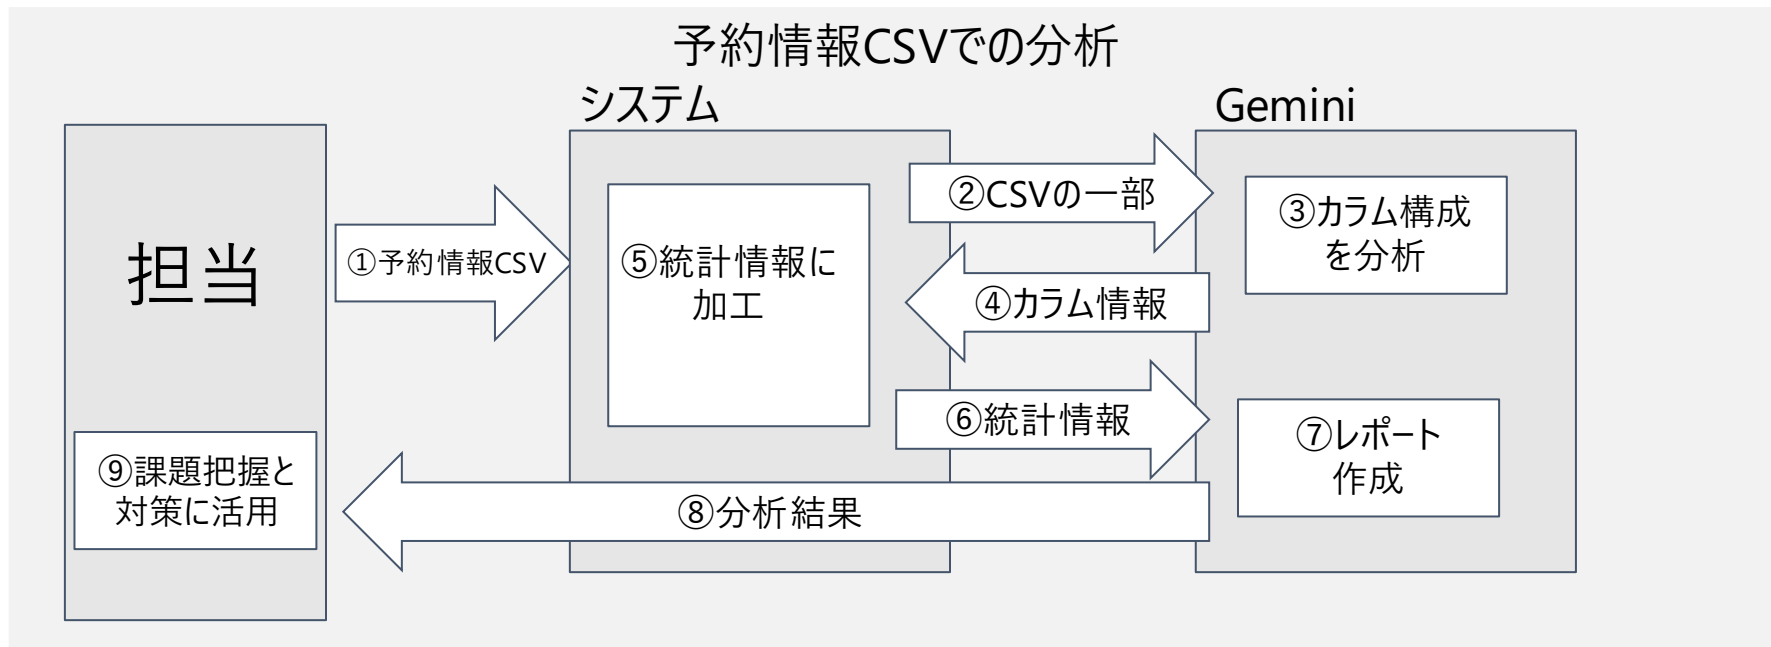 予約情報CSVでの分析
システム
Gemini
担当
①予約情報CSV
②CSVの一部
③カラム構成
を分析
④カラム情報
⑤統計情報に
加工
⑥統計情報
⑦レポート
作成
⑧分析結果
⑨課題把握と
対策に活用